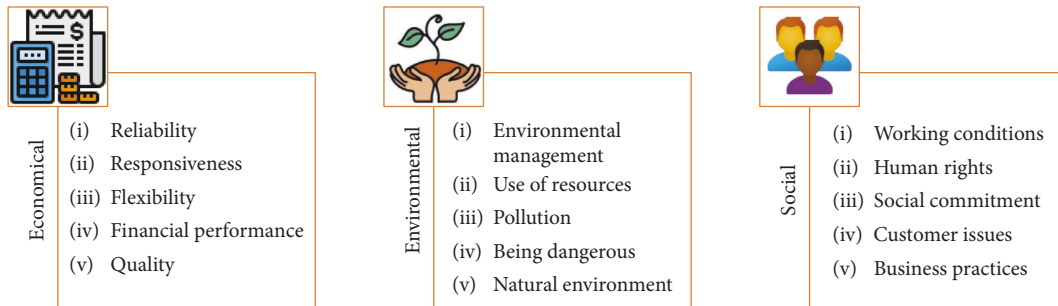 $
Economical
(i) Reliability
(ii) Responsiveness
(iii) Flexibility
(iv) Financial performance
(v) Quality
Environmental
(i) Environmental
management
(ii) Use of resources
(iii) Pollution
(iv) Being dangerous
(v) Natural environment
Social
(i) Working conditions
(ii) Human rights
(iii) Social commitment
(iv) Customer issues
(v) Business practices